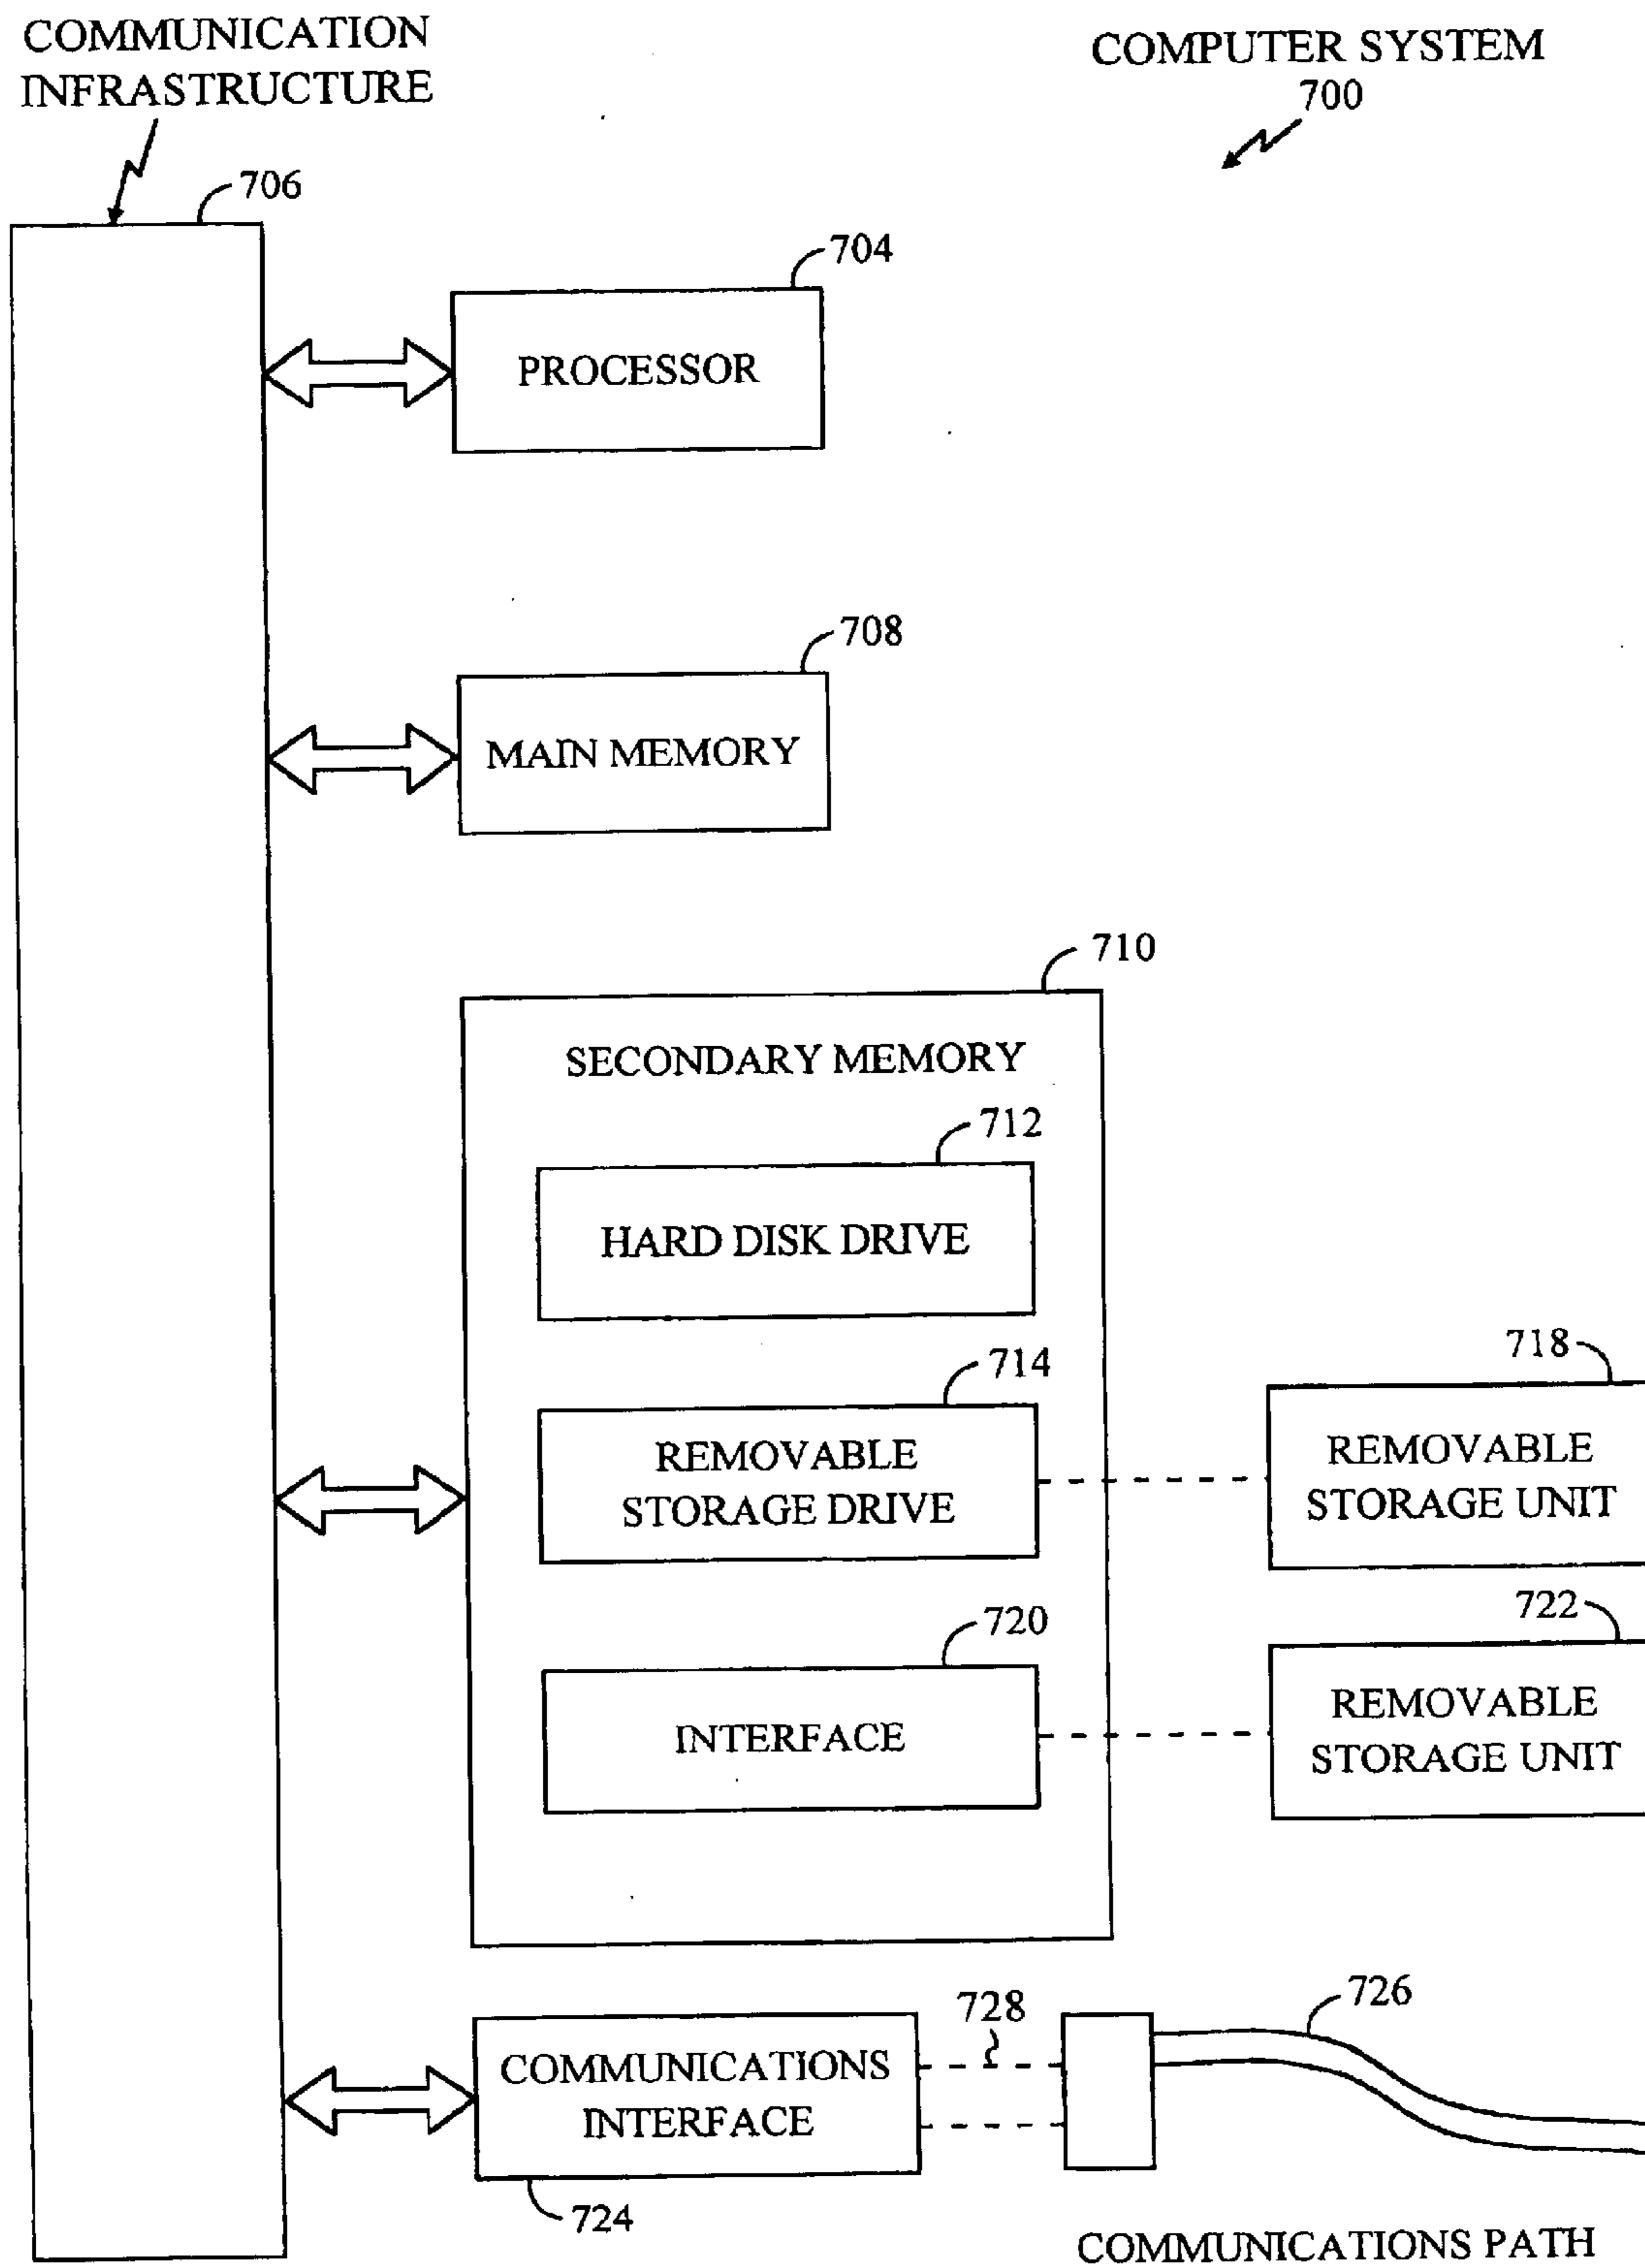 COMMUNICATION
INFRASTRUCTURE
COMPUTER SYSTEM
700
706
704
PROCESSOR
708
MAIN MEMORY
710
SECONDARY MEMORY
712
HARD DISK DRIVE
714
REMOVABLE
STORAGE DRIVE
718
REMOVABLE
STORAGE UNIT
720
INTERFACE
722
REMOVABLE
STORAGE UNIT
728
726
COMMUNICATIONS
INTERFACE
724
COMMUNICATIONS PATH